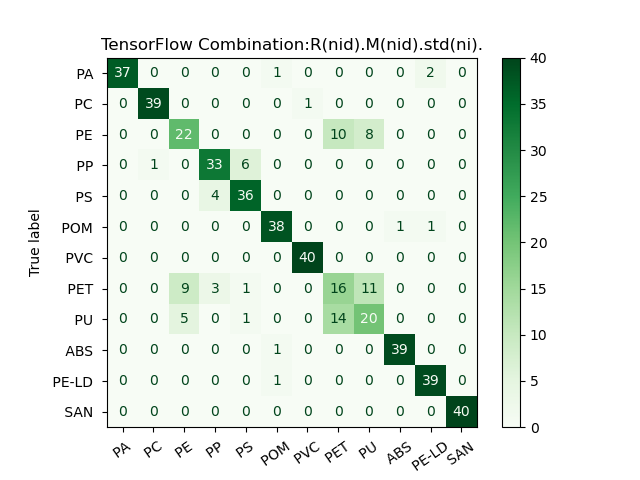 TensorFlow Combination:R(nid).M(nid).std(ni).
True label
PA 37 0 0 0 0 1 0 0 0 0 2 0
PC 0 39 0 0 0 0 1 0 0 0 0 0
PE 0 0 22 0 0 0 0 10 8 0 0 0
PP 0 1 0 33 6 0 0 0 0 0 0 0
PS 0 0 0 4 36 0 0 0 0 0 0 0
POM 0 0 0 0 0 38 0 0 0 1 1 0
PVC 0 0 0 0 0 0 40 0 0 0 0 0
PET 0 0 9 3 1 0 0 16 11 0 0 0
PU 0 0 5 0 1 0 0 14 20 0 0 0
ABS 0 0 0 0 0 1 0 0 0 39 0 0
PE-LD 0 0 0 0 0 1 0 0 0 0 39 0
SAN 0 0 0 0 0 0 0 0 0 0 0 40
PA PC PE PP PS POM PVC PET PU ABS PE-LD SAN
40
35
30
25
20
15
10
5
0